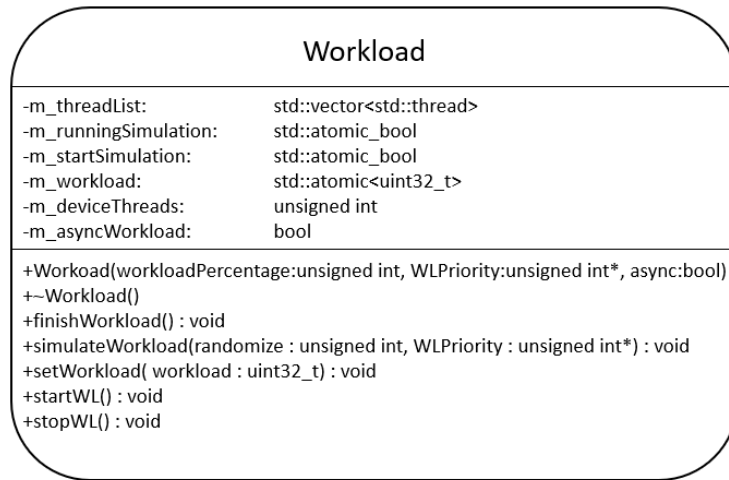 Workload
-m_threadList: std::vector<std::thread>
-m_runningSimulation: std::atomic_bool
-m_startSimulation: std::atomic_bool
-m_workload: std::atomic<uint32_t>
-m_deviceThreads: unsigned int
-m_asyncWorkload: bool
+Workoad(workloadPercentage:unsigned int, WLPriority:unsigned int*, async:bool)
+~Workload()
+finishWorkload() : void
+simulateWorkload(randomize : unsigned int, WLPriority : unsigned int*) : void
+setWorkload( workload : uint32_t) : void
+startWL() : void
+stopWL() : void